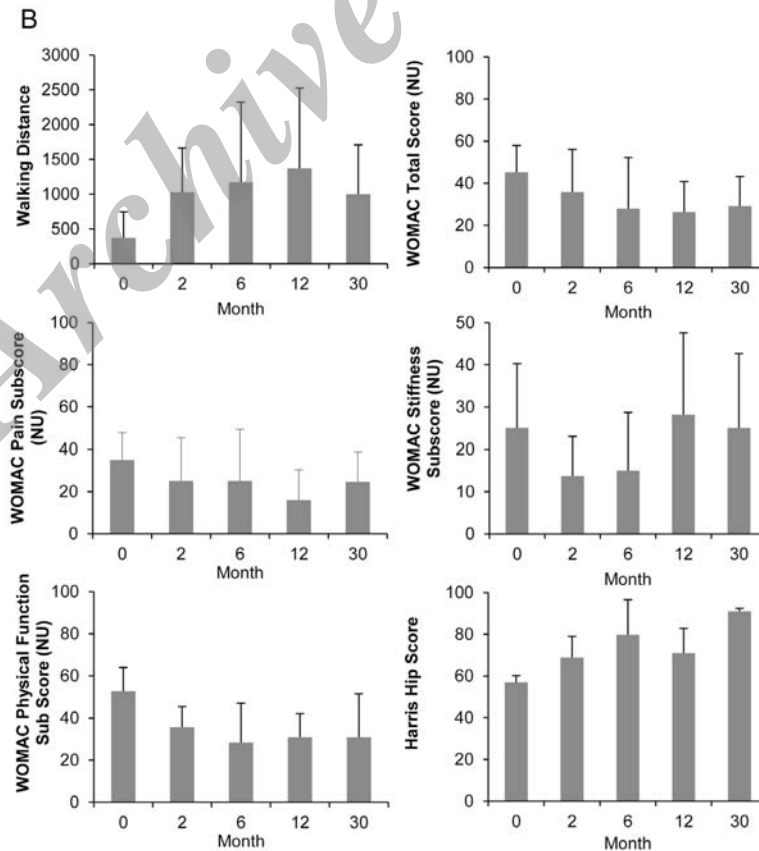 B
Archive
Walking Distance
3000
2500
2000
1500
1000
500
0
0 2 6 12 30
Month
WOMAC Total Score (NU)
100
80
60
40
20
0
0 2 6 12 30
Month
WOMAC Pain Subscore
(NU)
100
80
60
40
20
0
0 2 6 12 30
Month
WOMAC Stiffness
Subscore (NU)
50
40
30
20
10
0
0 2 6 12 30
Month
WOMAC Physical Function
Sub Score (NU)
100
80
60
40
20
0
0 2 6 12 30
Month
Harris Hip Score
100
80
60
40
20
0
0 2 6 12 30
Month